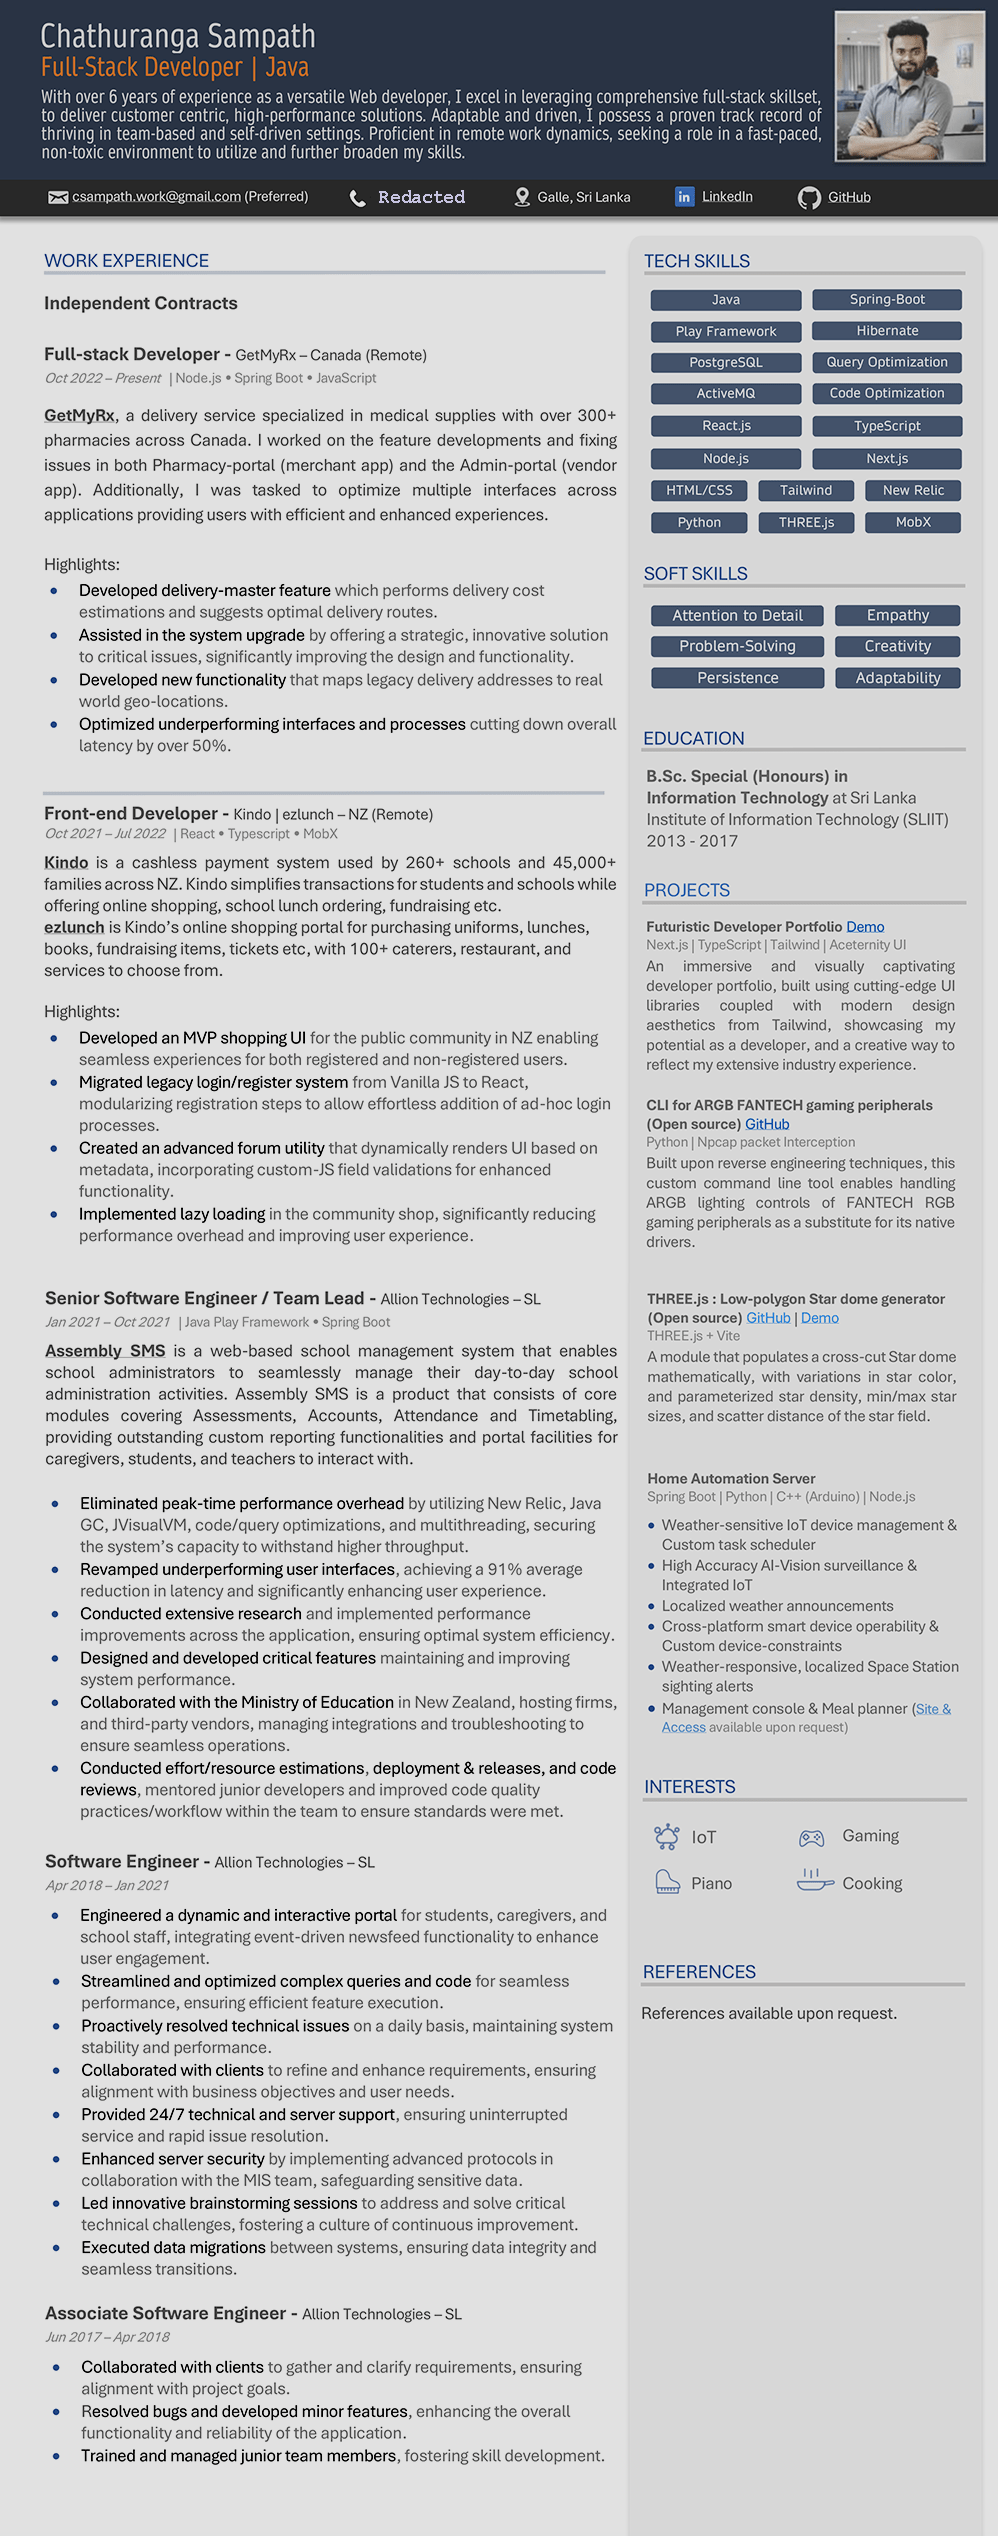 Chathuranga Sampath
Full-Stack Developer | Java
With over 6 years of experience as a versatile Web developer, I excel in leveraging comprehensive full-stack skillset,
to deliver customer centric, high-performance solutions. Adaptable and driven, I possess a proven track record of
thriving in team-based and self-driven settings. Proficient in remote work dynamics, seeking a role in a fast-paced,
non-toxic environment to utilize and further broaden my skills.
csampath.work@gmail.com (Preferred) Redacted Galle, Sri Lanka in LinkedIn GitHub
WORK EXPERIENCE
Independent Contracts
Full-stack Developer - GetMyRx – Canada (Remote)
Oct 2022 – Present | Node.js • Spring Boot • JavaScript
GetMyRx, a delivery service specialized in medical supplies with over 300+
pharmacies across Canada. I worked on the feature developments and fixing
issues in both Pharmacy-portal (merchant app) and the Admin-portal (vendor
app). Additionally, I was tasked to optimize multiple interfaces across
applications providing users with efficient and enhanced experiences.
Highlights:
• Developed delivery-master feature which performs delivery cost
estimations and suggests optimal delivery routes.
• Assisted in the system upgrade by offering a strategic, innovative solution
to critical issues, significantly improving the design and functionality.
• Developed new functionality that maps legacy delivery addresses to real
world geo-locations.
• Optimized underperforming interfaces and processes cutting down overall
latency by over 50%.
Front-end Developer - Kindo | ezlunch – NZ (Remote)
Oct 2021 – Jul 2022 | React • Typescript • MobX
Kindo is a cashless payment system used by 260+ schools and 45,000+
families across NZ. Kindo simplifies transactions for students and schools while
offering online shopping, school lunch ordering, fundraising etc.
ezlunch is Kindo's online shopping portal for purchasing uniforms, lunches,
books, fundraising items, tickets etc, with 100+ caterers, restaurant, and
services to choose from.
Highlights:
• Developed an MVP shopping UI for the public community in NZ enabling
seamless experiences for both registered and non-registered users.
• Migrated legacy login/register system from Vanilla JS to React,
modularizing registration steps to allow effortless addition of ad-hoc login
processes.
• Created an advanced forum utility that dynamically renders UI based on
metadata, incorporating custom-JS field validations for enhanced
functionality.
• Implemented lazy loading in the community shop, significantly reducing
performance overhead and improving user experience.
Senior Software Engineer / Team Lead - Allion Technologies – SL
Jan 2021 – Oct 2021 | Java Play Framework • Spring Boot
Assembly SMS is a web-based school management system that enables
school administrators to seamlessly manage their day-to-day school
administration activities. Assembly SMS is a product that consists of core
modules covering Assessments, Accounts, Attendance and Timetabling,
providing outstanding custom reporting functionalities and portal facilities for
caregivers, students, and teachers to interact with.
• Eliminated peak-time performance overhead by utilizing New Relic, Java
GC, JVisualVM, code/query optimizations, and multithreading, securing
the system's capacity to withstand higher throughput.
• Revamped underperforming user interfaces, achieving a 91% average
reduction in latency and significantly enhancing user experience.
• Conducted extensive research and implemented performance
improvements across the application, ensuring optimal system efficiency.
• Designed and developed critical features maintaining and improving
system performance.
• Collaborated with the Ministry of Education in New Zealand, hosting firms,
and third-party vendors, managing integrations and troubleshooting to
ensure seamless operations.
• Conducted effort/resource estimations, deployment & releases, and code
reviews, mentored junior developers and improved code quality
practices/workflow within the team to ensure standards were met.
Software Engineer - Allion Technologies – SL
Apr 2018 – Jan 2021
• Engineered a dynamic and interactive portal for students, caregivers, and
school staff, integrating event-driven newsfeed functionality to enhance
user engagement.
• Streamlined and optimized complex queries and code for seamless
performance, ensuring efficient feature execution.
• Proactively resolved technical issues on a daily basis, maintaining system
stability and performance.
• Collaborated with clients to refine and enhance requirements, ensuring
alignment with business objectives and user needs.
• Provided 24/7 technical and server support, ensuring uninterrupted
service and rapid issue resolution.
• Enhanced server security by implementing advanced protocols in
collaboration with the MIS team, safeguarding sensitive data.
• Led innovative brainstorming sessions to address and solve critical
technical challenges, fostering a culture of continuous improvement.
• Executed data migrations between systems, ensuring data integrity and
seamless transitions.
Associate Software Engineer - Allion Technologies – SL
Jun 2017 – Apr 2018
• Collaborated with clients to gather and clarify requirements, ensuring
alignment with project goals.
• Resolved bugs and developed minor features, enhancing the overall
functionality and reliability of the application.
• Trained and managed junior team members, fostering skill development.
TECH SKILLS
Java Spring-Boot
Play Framework Hibernate
PostgreSQL Query Optimization
ActiveMQ Code Optimization
React.js TypeScript
Node.js Next.js
HTML/CSS Tailwind New Relic
Python THREE.js MobX
SOFT SKILLS
Attention to Detail Empathy
Problem-Solving Creativity
Persistence Adaptability
EDUCATION
B.Sc. Special (Honours) in
Information Technology at Sri Lanka
Institute of Information Technology (SLIIT)
2013 - 2017
PROJECTS
Futuristic Developer Portfolio Demo
Next.js | TypeScript | Tailwind | Aceternity UI
An immersive and visually captivating
developer portfolio, built using cutting-edge UI
libraries coupled with modern design
aesthetics from Tailwind, showcasing my
potential as a developer, and a creative way to
reflect my extensive industry experience.
CLI for ARGB FANTECH gaming peripherals
(Open source) GitHub
Python | Npcap packet Interception
Built upon reverse engineering techniques, this
custom command line tool enables handling
ARGB lighting controls of FANTECH RGB
gaming peripherals as a substitute for its native
drivers.
THREE.js : Low-polygon Star dome generator
(Open source) GitHub | Demo
THREE.js + Vite
A module that populates a cross-cut Star dome
mathematically, with variations in star color,
and parameterized star density, min/max star
sizes, and scatter distance of the star field.
Home Automation Server
Spring Boot | Python | C++ (Arduino) | Node.js
• Weather-sensitive IoT device management &
Custom task scheduler
• High Accuracy AI-Vision surveillance &
Integrated IoT
• Localized weather announcements
• Cross-platform smart device operability &
Custom device-constraints
• Weather-responsive, localized Space Station
sighting alerts
• Management console & Meal planner (Site &
Access available upon request)
INTERESTS
IoT Gaming
Piano Cooking
REFERENCES
References available upon request.